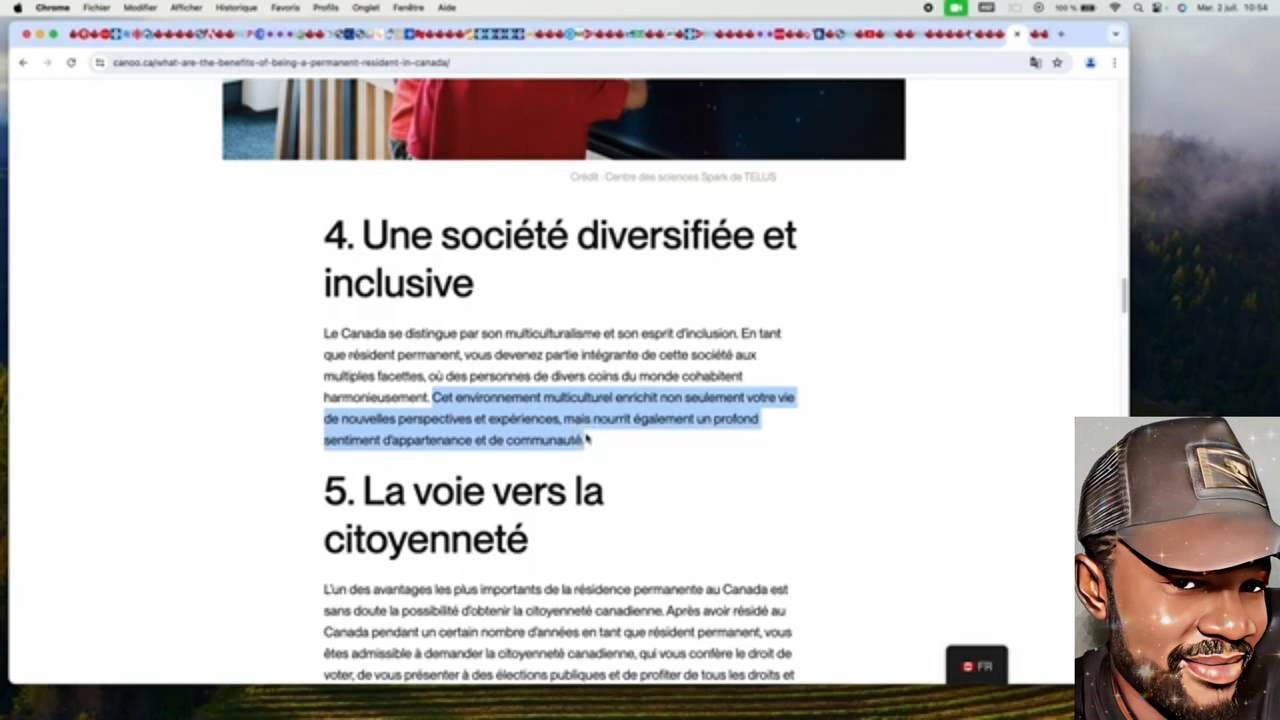 Chrome Fichier Modifier Afficher Historique Favoris Profils Onglet Fenêtre Aide 100 % Mar. 2 juil. 10:54
canoo.ca/what-are-the-benefits-of-being-a-permanent-resident-in-canada/
Crédit : Centre des sciences Spark de TELUS
4. Une société diversifiée et
inclusive
Le Canada se distingue par son multiculturalisme et son esprit d'inclusion. En tant
que résident permanent, vous devenez partie intégrante de cette société aux
multiples facettes, où des personnes de divers coins du monde cohabitent
harmonieusement. Cet environnement multiculturel enrichit non seulement votre vie
de nouvelles perspectives et expériences, mais nourrit également un profond
sentiment d'appartenance et de communauté.
5. La voie vers la
citoyenneté
L'un des avantages les plus importants de la résidence permanente au Canada est
sans doute la possibilité d'obtenir la citoyenneté canadienne. Après avoir résidé au
Canada pendant un certain nombre d'années en tant que résident permanent, vous
êtes admissible à demander la citoyenneté canadienne, qui vous confère le droit de
voter, de vous présenter à des élections publiques et de profiter de tous les droits et
FR